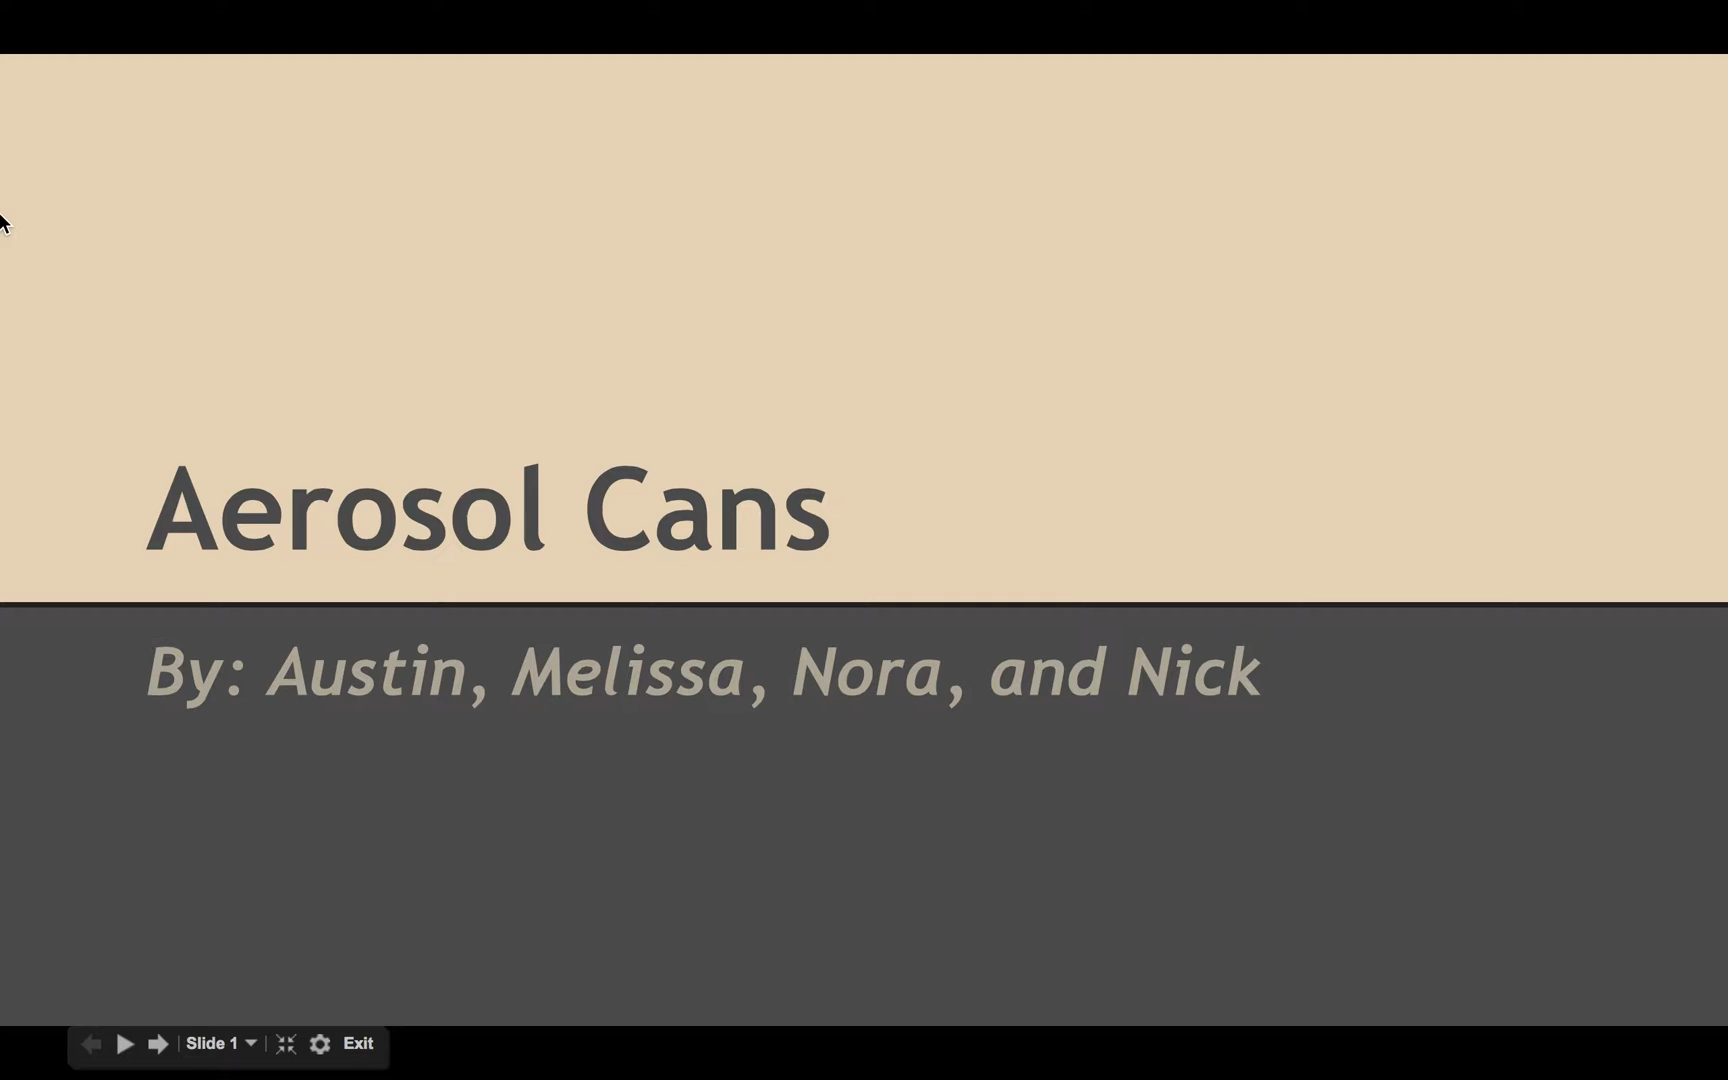 Aerosol Cans
By: Austin, Melissa, Nora, and Nick
Slide 1 Exit